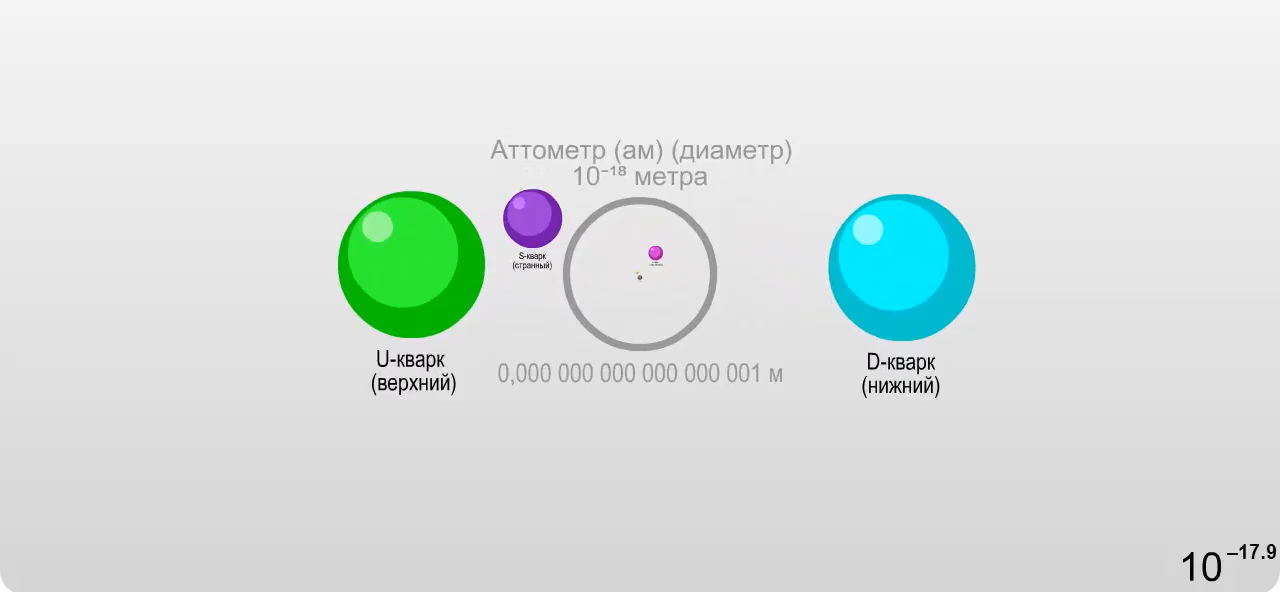 Аттометр (ам) (диаметр)
10⁻¹⁸ метра
S-кварк
(странный)
U-кварк
(верхний)
0,000 000 000 000 000 001 м
D-кварк
(нижний)
10⁻¹⁷·⁹